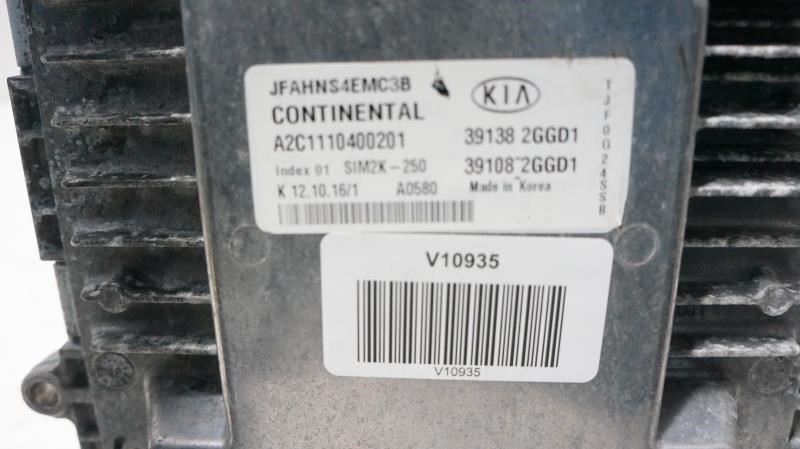 JFAHNS4EMC3B
KIA
CONTINENTAL
A2C1110400201
39138 2GGD1
Index 01 SIM2K-250
39108-2GGD1
K 12.10.16/1 A0580 Made in Korea
TJF0G24SSB
V10935
V10935